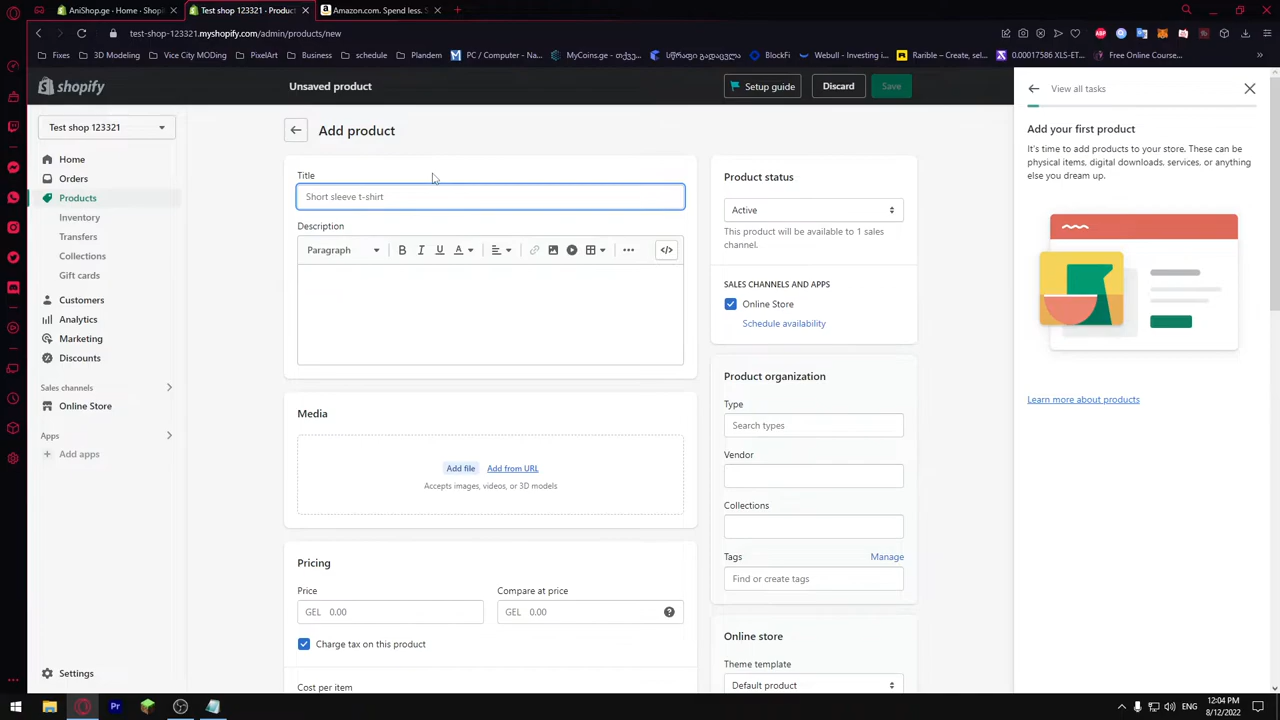 AniShop.ge - Home · Shopifi
Test shop 123321 · Product
Amazon.com. Spend less. S
test-shop-123321.myshopify.com/admin/products/new
Fixes
3D Modeling
Vice City MODing
Plants
Business
schedule
Plandem
PC / Computer - N
MyCoins.ge - თქვე
სწრაფი ფულადი
BlockFi
Webull - Investing i
Rarible – Create, sel
0.00017586 XLS-ET
Free Online Course
shopify
Unsaved product
Setup guide
Discard
Save
View all tasks
Test shop 123321
Add product
Add your first product
It's time to add products to your store. These can be
physical items, digital downloads, services, or anything
else you dream up.
Learn more about products
Home
Orders
Products
Inventory
Transfers
Collections
Gift cards
Customers
Analytics
Marketing
Discounts
Sales channels
Online Store
Apps
Add apps
Settings
Title
Short sleeve t-shirt
Description
Paragraph
B
I
U
A
</>
Media
Add file
Add from URL
Accepts images, videos, or 3D models
Pricing
Price
Compare at price
GEL 0.00
GEL 0.00
Charge tax on this product
Cost per item
Product status
Active
This product will be available to 1 sales
channel.
SALES CHANNELS AND APPS
Online Store
Schedule availability
Product organization
Type
Search types
Vendor
Collections
Tags
Manage
Find or create tags
Online store
Theme template
Default product
ENG
12:04 PM
8/12/2022